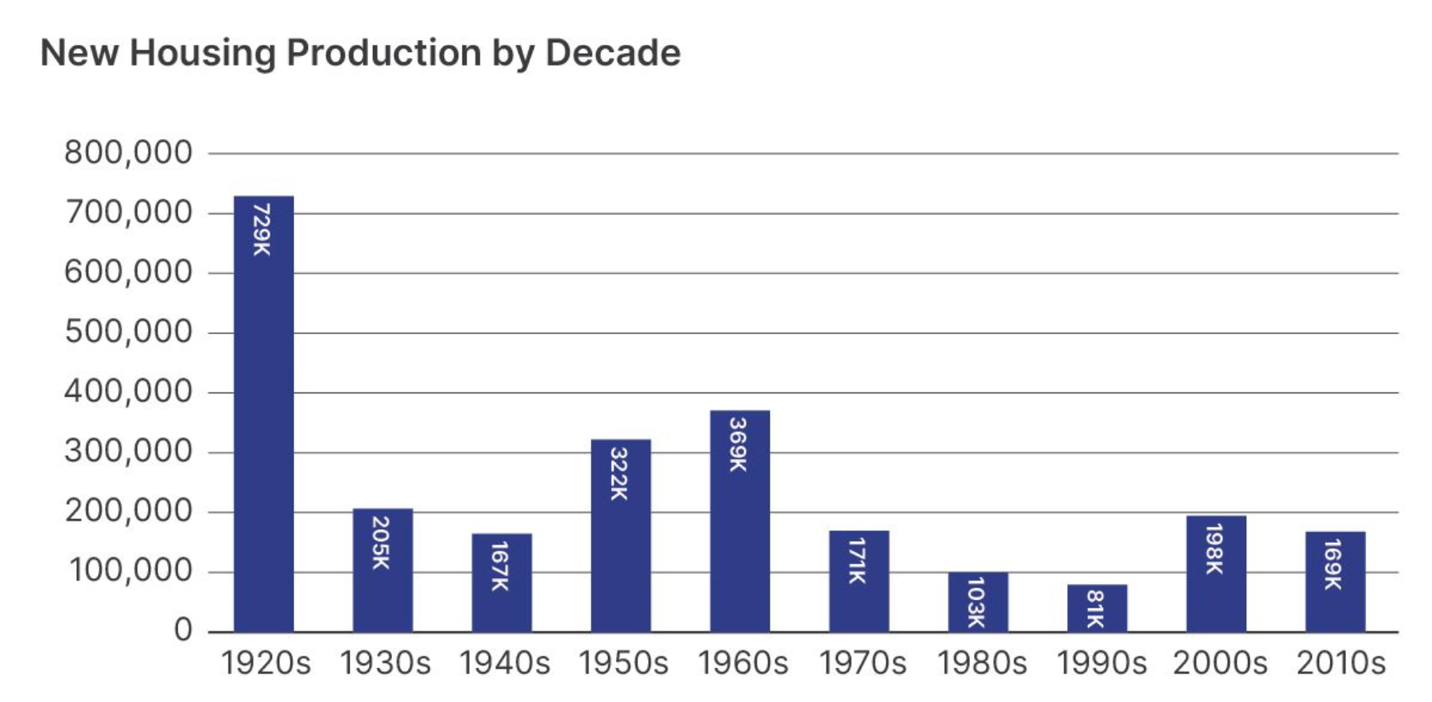 New Housing Production by Decade
800,000
700,000
600,000
500,000
400,000
300,000
200,000
100,000
0
729K
205K
167K
322K
369K
171K
103K
81K
198K
169K
1920s 1930s 1940s 1950s 1960s 1970s 1980s 1990s 2000s 2010s